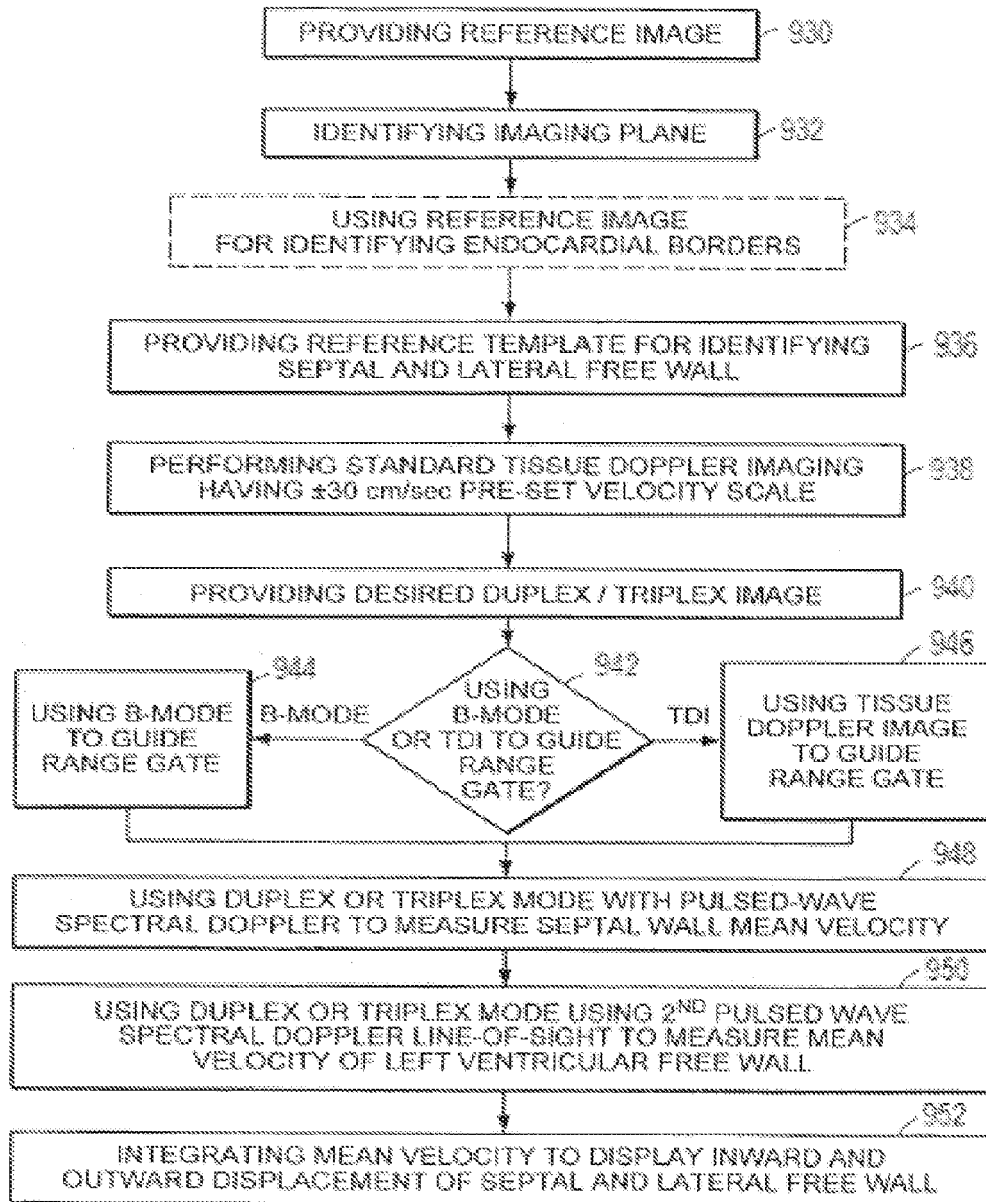 PROVIDING REFERENCE IMAGE
930
IDENTIFYING IMAGING PLANE
932
USING REFERENCE IMAGE
FOR IDENTIFYING ENDOCARDIAL BORDERS
934
PROVIDING REFERENCE TEMPLATE FOR IDENTIFYING
SEPTAL AND LATERAL FREE WALL
936
PERFORMING STANDARD TISSUE DOPPLER IMAGING
HAVING ±30 cm/sec PRE-SET VELOCITY SCALE
938
PROVIDING DESIRED DUPLEX / TRIPLEX IMAGE
940
944
USING B-MODE
TO GUIDE
RANGE GATE
B-MODE
942
USING
B-MODE
OR TDI TO GUIDE
RANGE
GATE?
TDI
946
USING TISSUE
DOPPLER IMAGE
TO GUIDE
RANGE GATE
948
USING DUPLEX OR TRIPLEX MODE WITH PULSED-WAVE
SPECTRAL DOPPLER TO MEASURE SEPTAL WALL MEAN VELOCITY
950
USING DUPLEX OR TRIPLEX MODE USING 2ND PULSED WAVE
SPECTRAL DOPPLER LINE-OF-SIGHT TO MEASURE MEAN
VELOCITY OF LEFT VENTRICULAR FREE WALL
952
INTEGRATING MEAN VELOCITY TO DISPLAY INWARD AND
OUTWARD DISPLACEMENT OF SEPTAL AND LATERAL FREE WALL